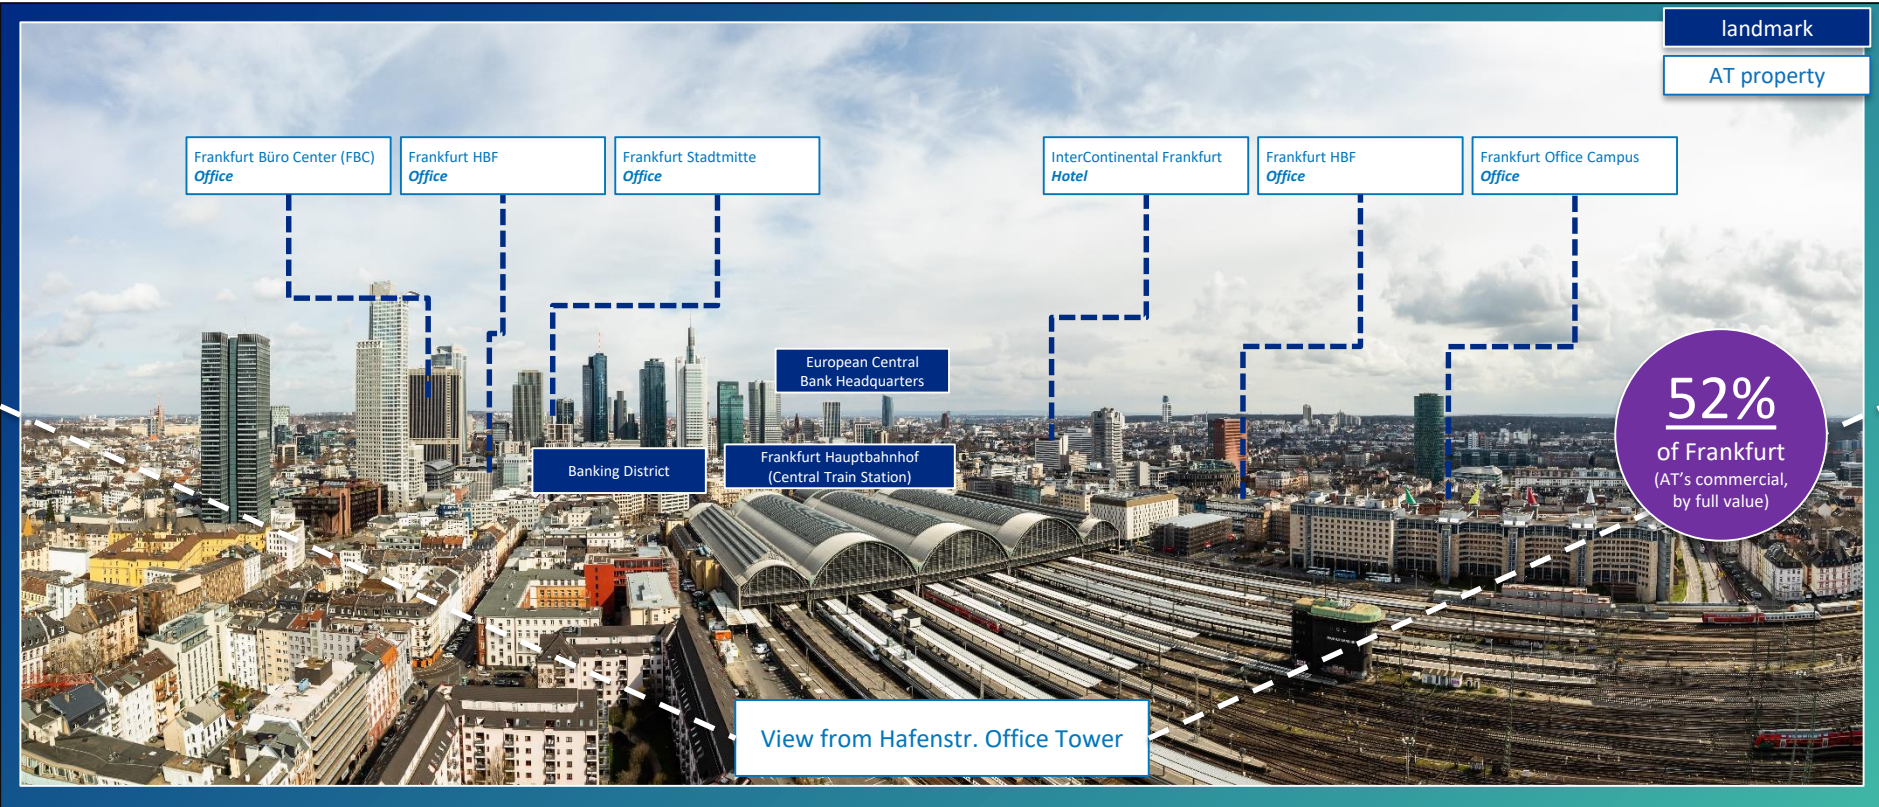 landmark
AT property
Frankfurt Büro Center (FBC)
Office
Frankfurt HBF
Office
Frankfurt Stadtmitte
Office
InterContinental Frankfurt
Hotel
Frankfurt HBF
Office
Frankfurt Office Campus
Office
European Central
Bank Headquarters
Banking District
Frankfurt Hauptbahnhof
(Central Train Station)
52%
of Frankfurt
(AT's commercial,
by full value)
View from Hafenstr. Office Tower